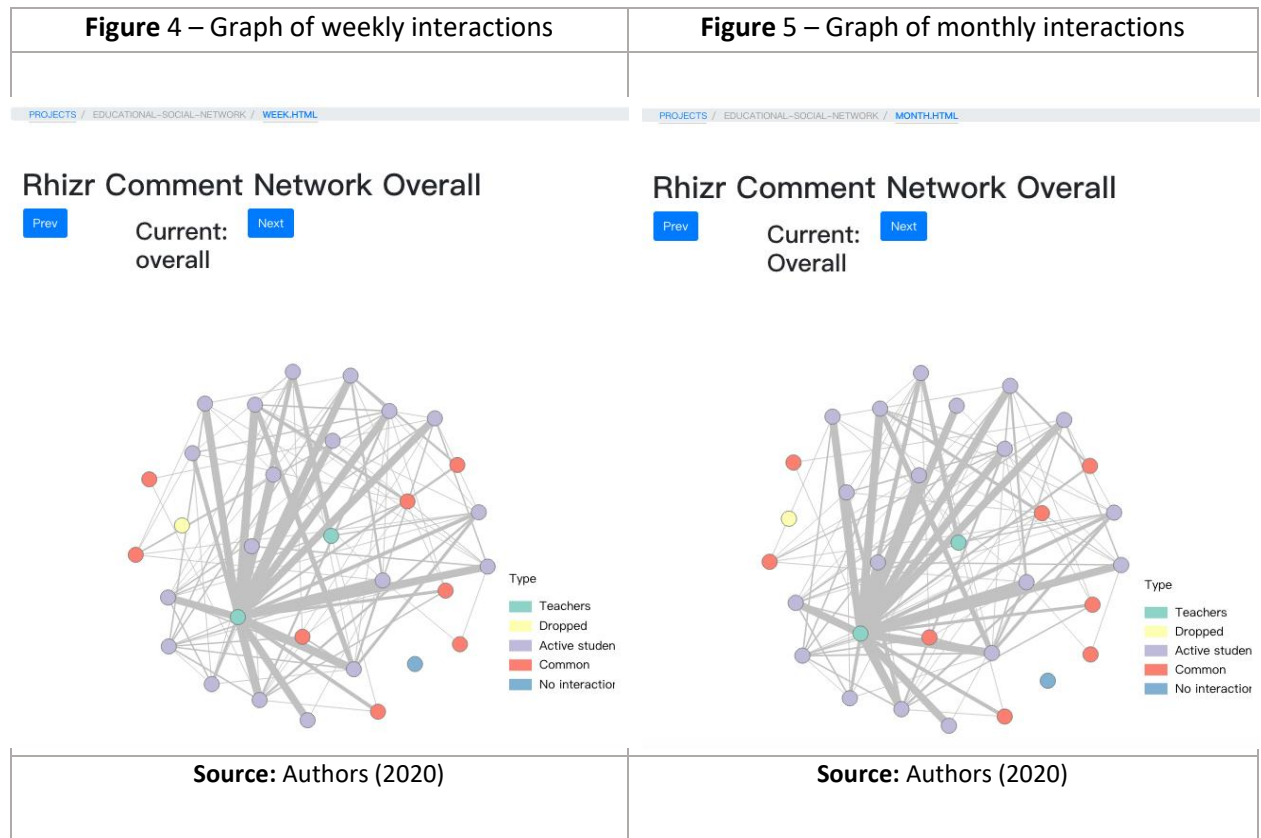 Figure 4 – Graph of weekly interactions
Figure 5 – Graph of monthly interactions
PROJECTS / EDUCATIONAL-SOCIAL-NETWORK / WEEK.HTML
Rhizr Comment Network Overall
Prev
Current:
overall
Next
Type
Teachers
Dropped
Active studen
Common
No interactior
PROJECTS / EDUCATIONAL-SOCIAL-NETWORK / MONTH.HTML
Rhizr Comment Network Overall
Prev
Current:
Overall
Next
Type
Teachers
Dropped
Active studen
Common
No interactior
Source: Authors (2020)
Source: Authors (2020)